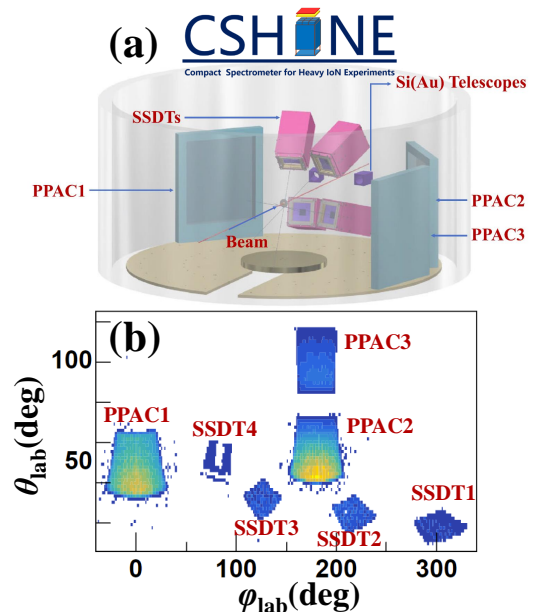 (a)
CSHINE
Compact Spectrometer for Heavy IoN Experiments
Si(Au) Telescopes
SSDTs
PPAC1
PPAC2
PPAC3
Beam
(b)
100
50
θlab(deg)
PPAC3
PPAC1
SSDT4
PPAC2
SSDT3
SSDT2
SSDT1
0
100
200
300
φlab(deg)